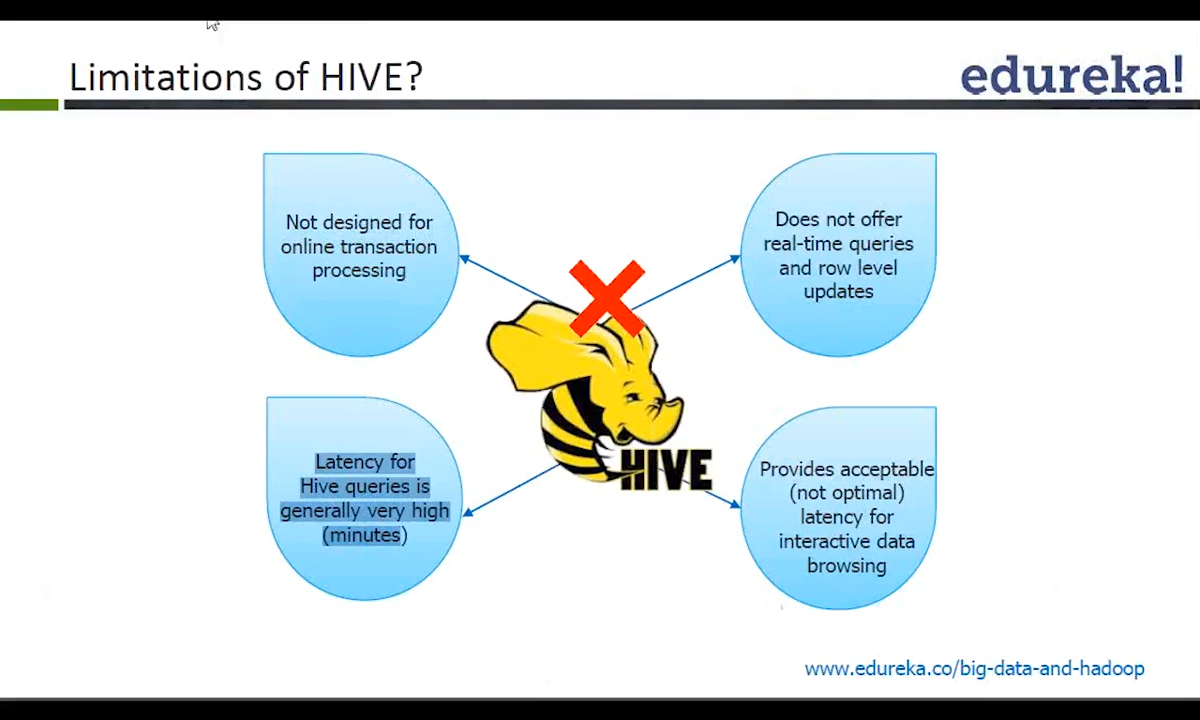 Limitations of HIVE?
edureka!
Not designed for
online transaction
processing
Does not offer
real-time queries
and row level
updates
HIVE
Latency for
Hive queries is
generally very high
(minutes)
Provides acceptable
(not optimal)
latency for
interactive data
browsing
www.edureka.co/big-data-and-hadoop